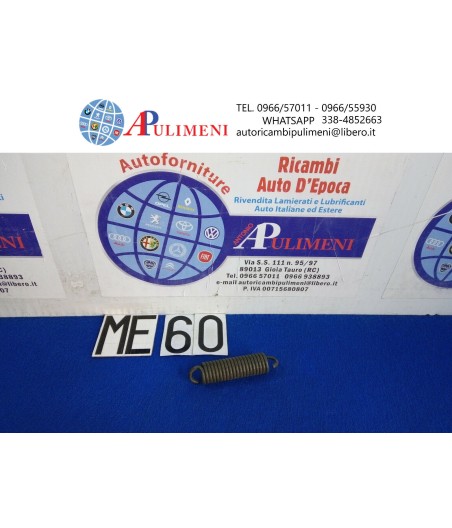 APULIMENI
TEL. 0966/57011 - 0966/55930
WHATSAPP 338-4852663
autoricambipulimeni@libero.it
Autoforniture
Ricambi
Auto D'Epoca
Rivendita Lamierati e Lubrificanti
Auto Italiane ed Estere
ANTONIO
APULIMENI
Via S.S. 111 n. 95/97
89013 Gioia Tauro (RC)
Tel. 0966 57011 0966 938893
e-mail autoricambipulimeni@libero.it
P. IVA 00715680807
ME 60